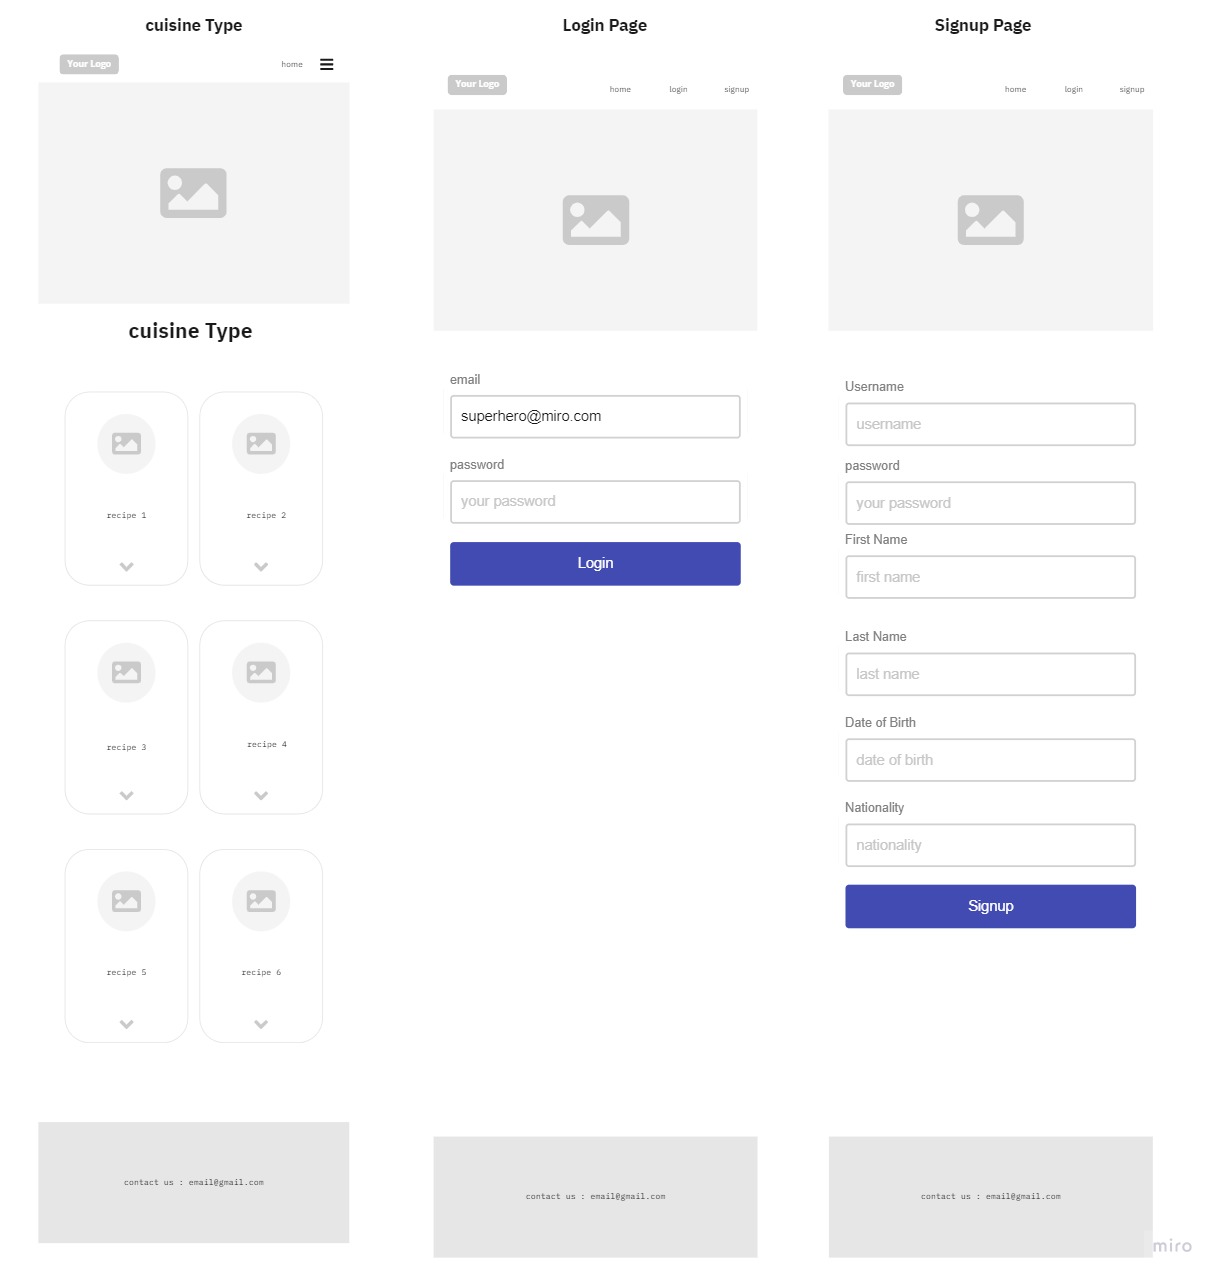 cuisine Type
Your Logo
home
cuisine Type
recipe 1
recipe 2
recipe 3
recipe 4
recipe 5
recipe 6
contact us : email@gmail.com
Login Page
Your Logo
home login signup
email
superhero@miro.com
password
your password
Login
contact us : email@gmail.com
Signup Page
Your Logo
home login signup
Username
username
password
your password
First Name
first name
Last Name
last name
Date of Birth
date of birth
Nationality
nationality
Signup
contact us : email@gmail.com
miro